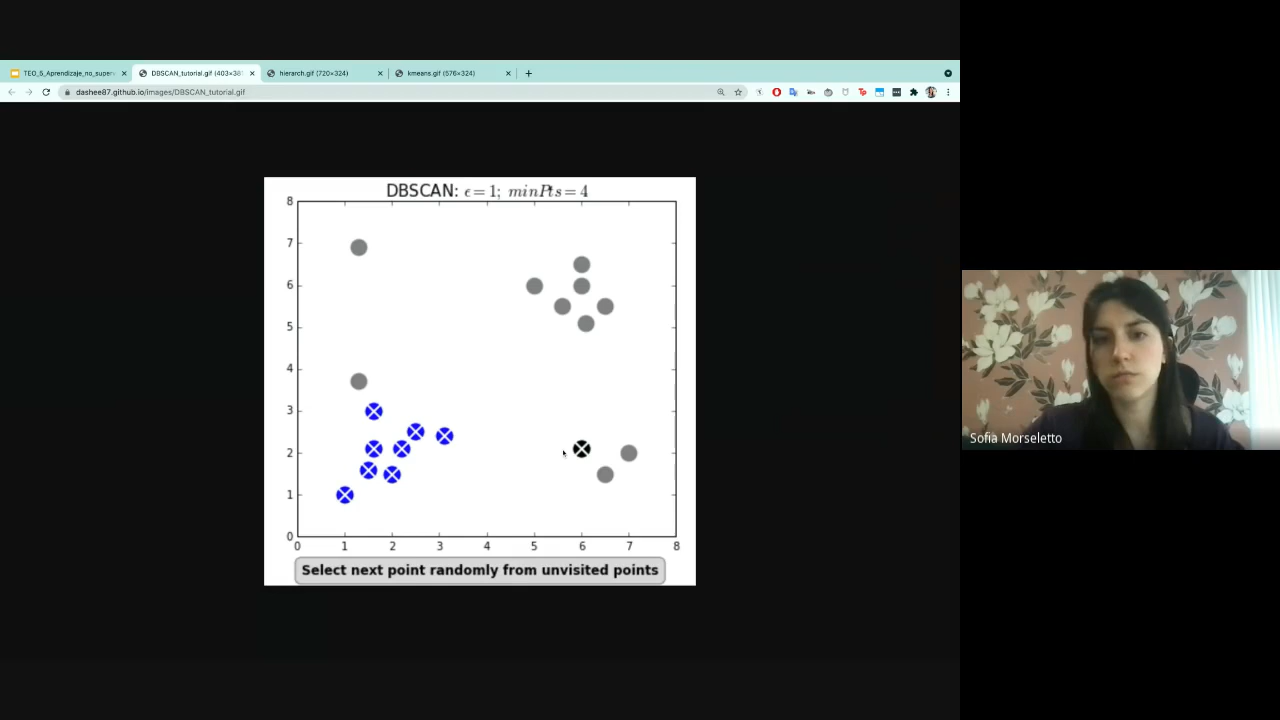 TEO_5_Aprendizaje_no_superv
DBSCAN_tutorial.gif (403×38
hierarch.gif (720×324)
kmeans.gif (576×324)
dashee87.github.io/images/DBSCAN_tutorial.gif
DBSCAN: ϵ = 1; minPts = 4
8
7
6
5
4
3
2
1
0
0 1 2 3 4 5 6 7 8
Select next point randomly from unvisited points
Sofia Morseletto